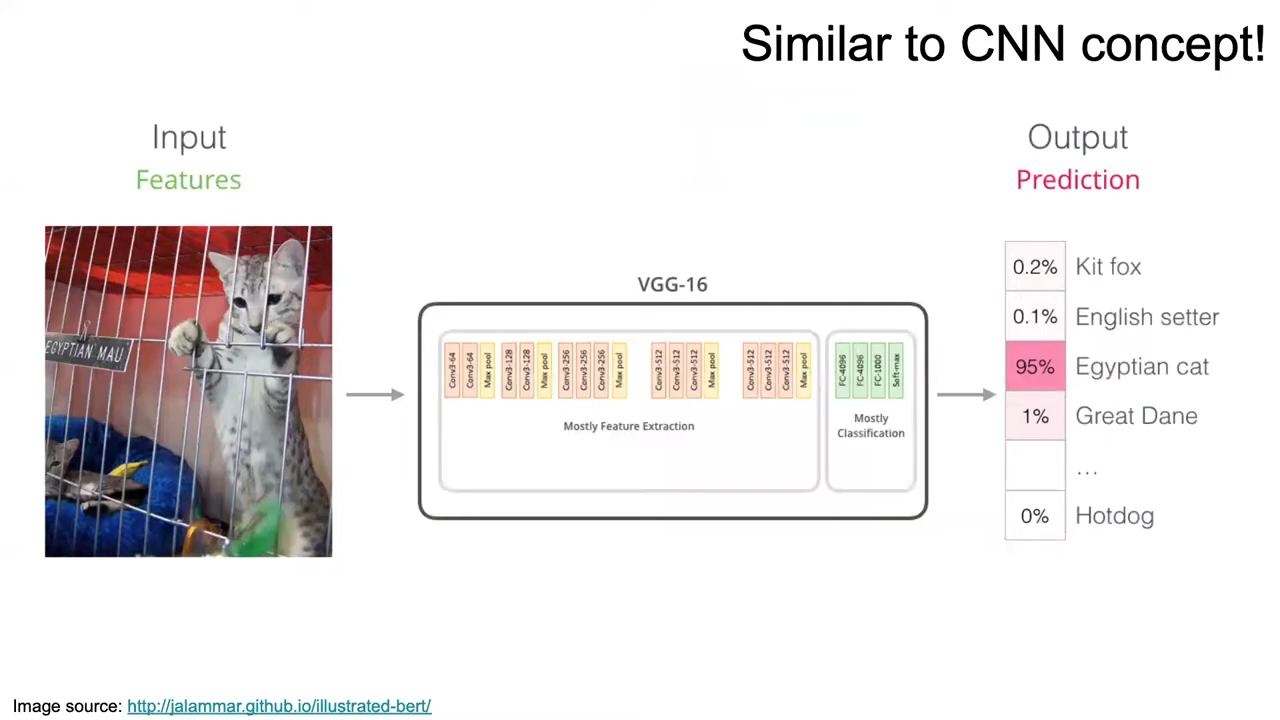 Similar to CNN concept!
Input
Features
Output
Prediction
EGYPTIAN MAU
VGG-16
Conv3-64
Conv3-64
Max pool
Conv3-128
Conv3-128
Max pool
Conv3-256
Conv3-256
Conv3-256
Max pool
Conv3-512
Conv3-512
Conv3-512
Max pool
Conv3-512
Conv3-512
Conv3-512
Max pool
Mostly Feature Extraction
FC-4096
FC-4096
FC-1000
Soft-max
Mostly
Classification
0.2% Kit fox
0.1% English setter
95% Egyptian cat
1% Great Dane
...
0% Hotdog
Image source: http://jalammar.github.io/illustrated-bert/